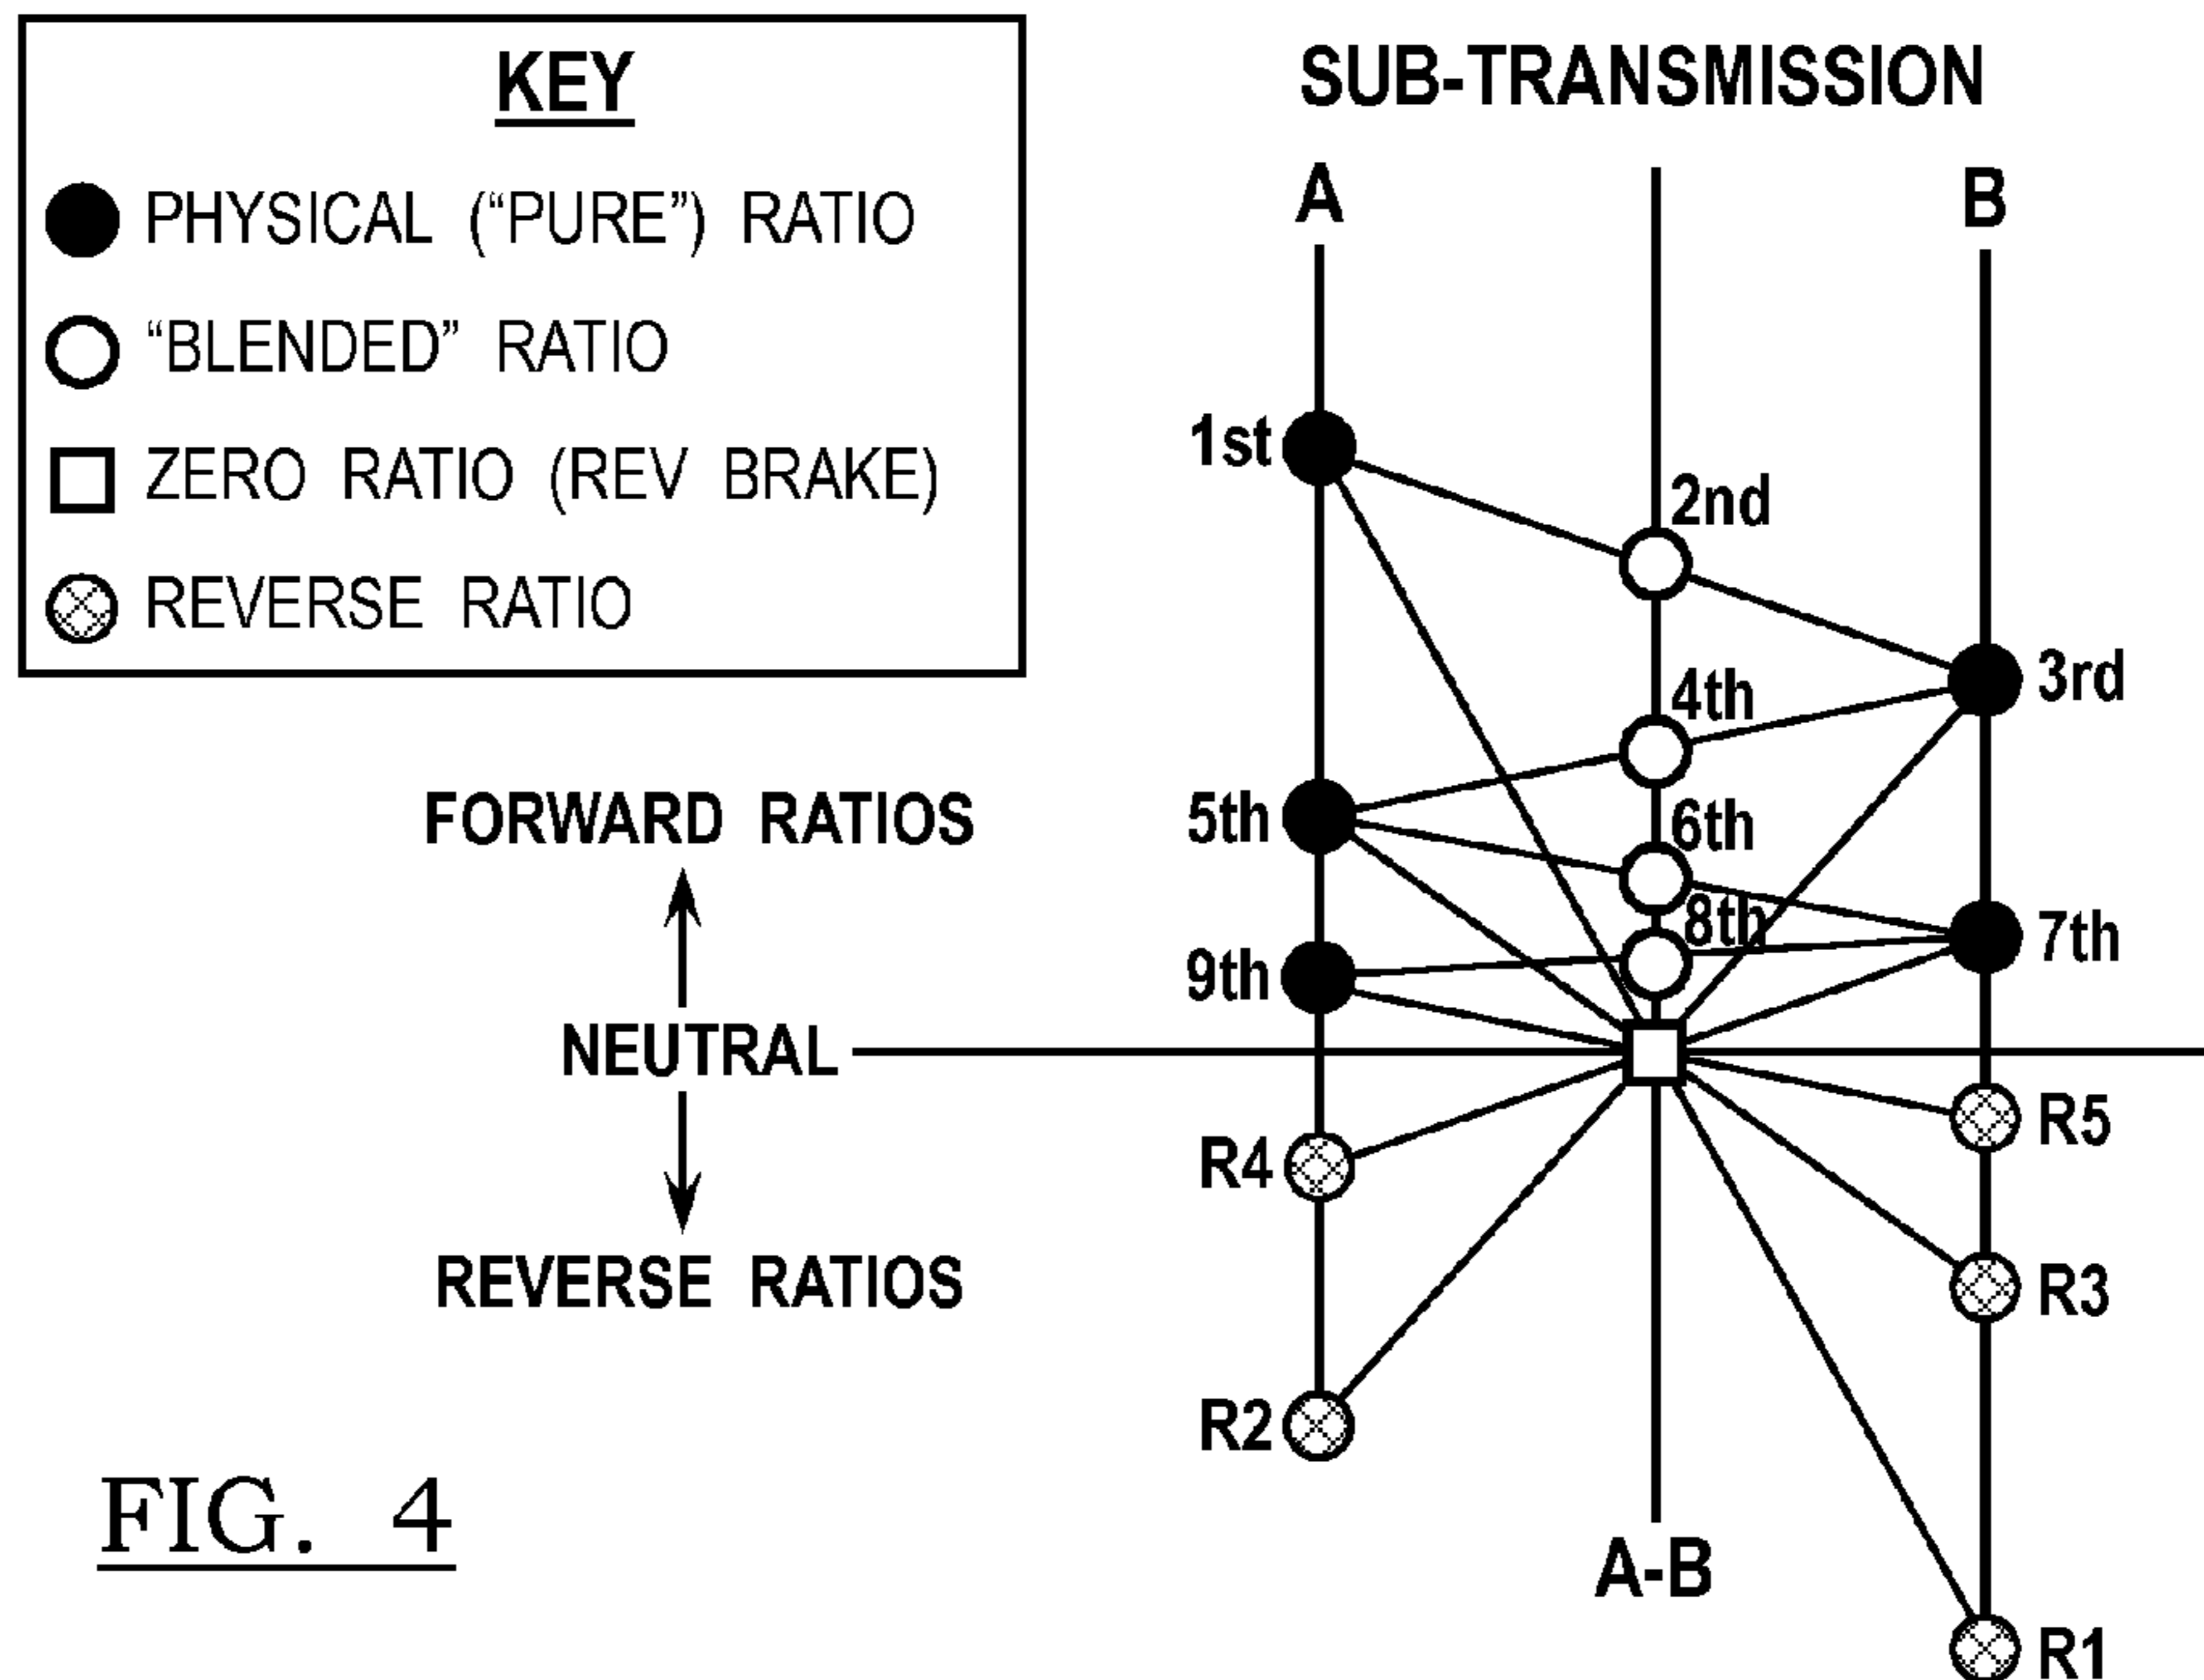 KEY
PHYSICAL ("PURE") RATIO
"BLENDED" RATIO
ZERO RATIO (REV BRAKE)
REVERSE RATIO
SUB-TRANSMISSION
A
B
1st
2nd
3rd
4th
5th
6th
7th
8th
9th
FORWARD RATIOS
NEUTRAL
REVERSE RATIOS
R5
R4
R3
R2
R1
A-B
FIG. 4